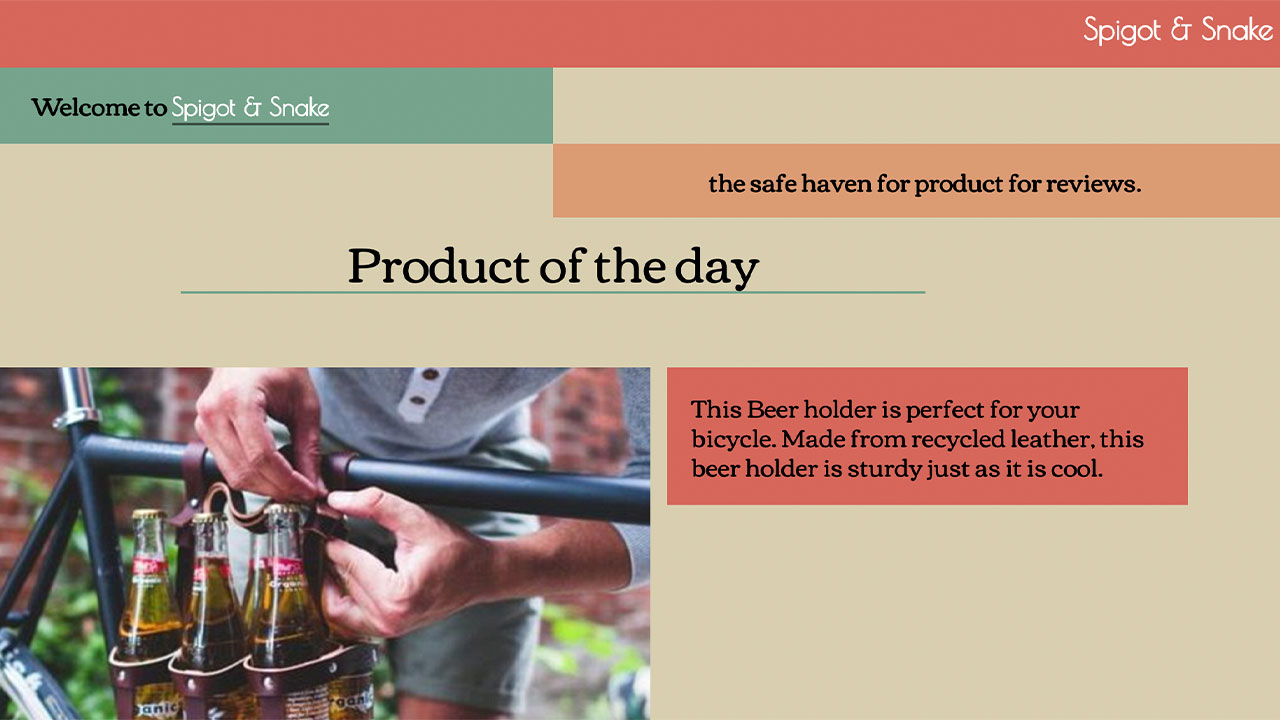 Spigot & Snake
Welcome to Spigot & Snake
the safe haven for product for reviews.
Product of the day
This Beer holder is perfect for your
bicycle. Made from recycled leather, this
beer holder is sturdy just as it is cool.
Organic